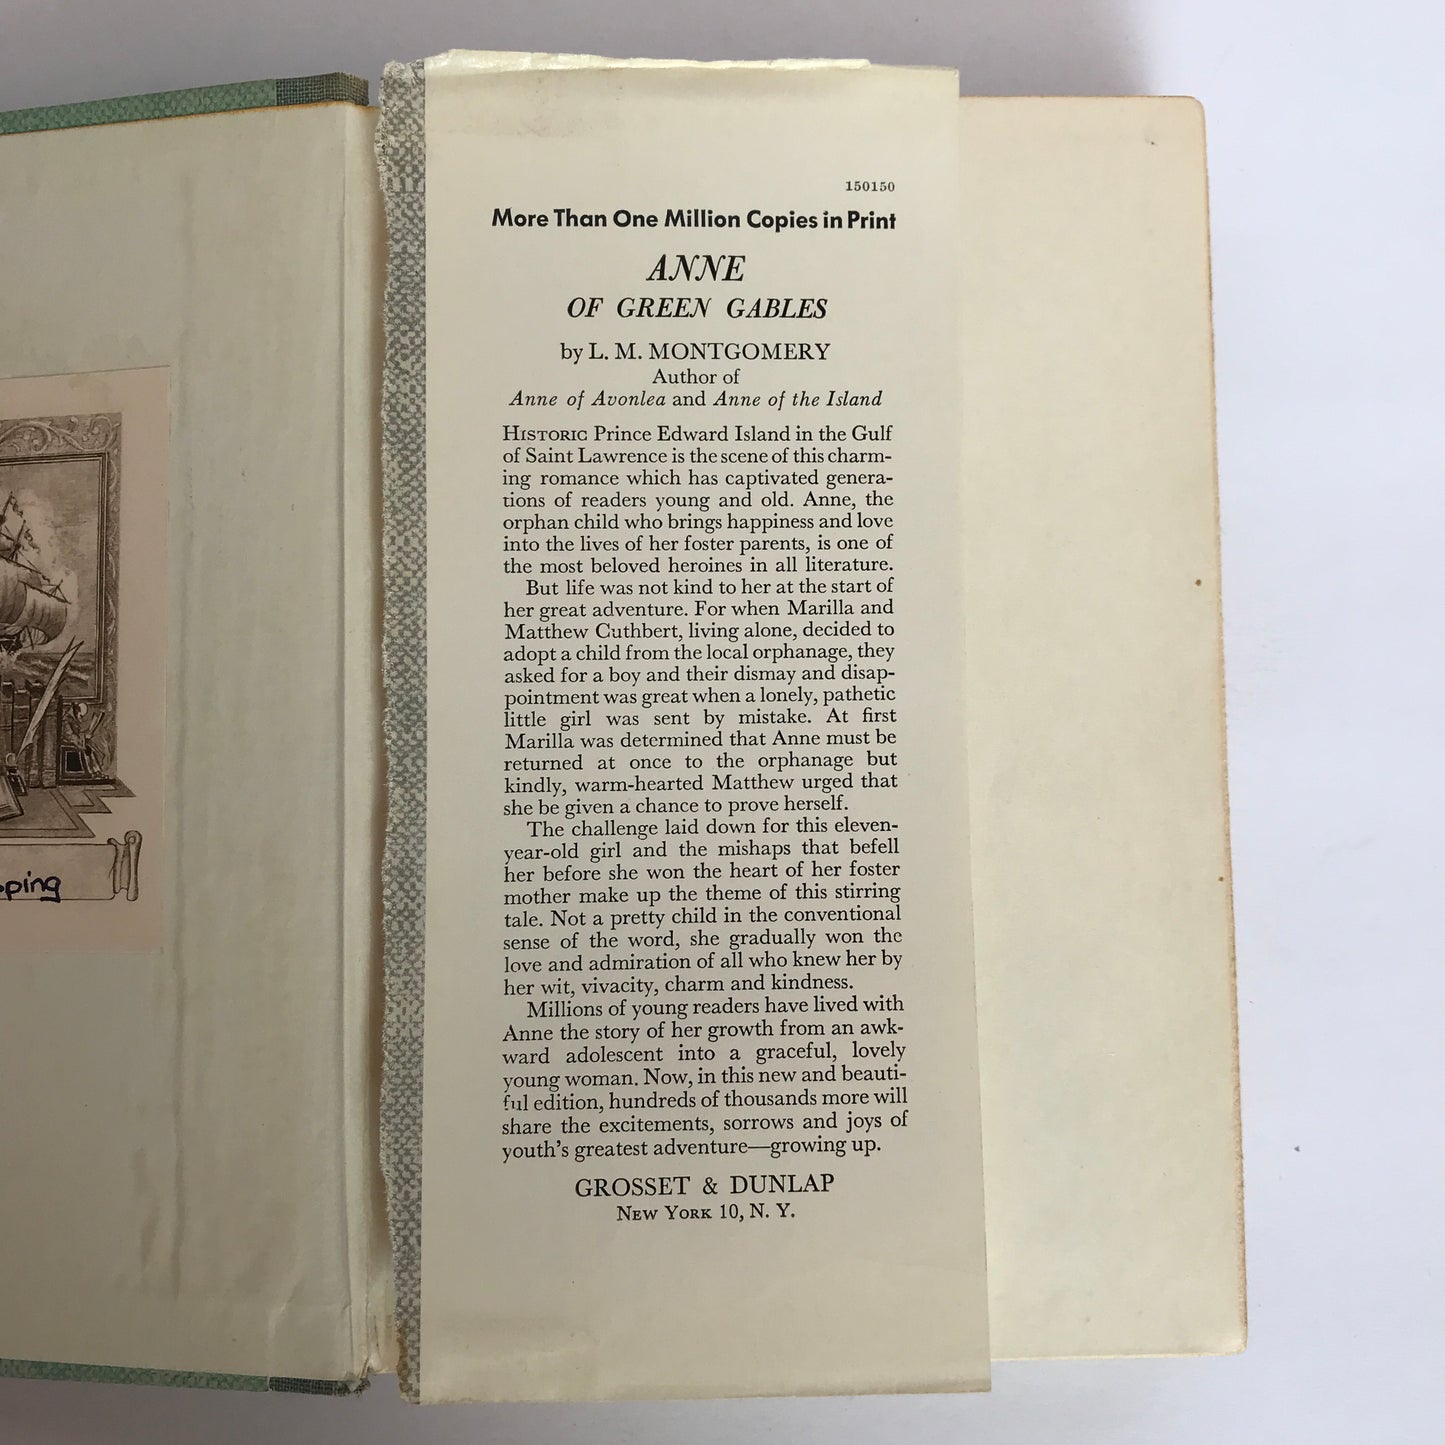 150150
More Than One Million Copies in Print
ANNE
OF GREEN GABLES
by L. M. MONTGOMERY
Author of
Anne of Avonlea and Anne of the Island
HISTORIC Prince Edward Island in the Gulf
of Saint Lawrence is the scene of this charm-
ing romance which has captivated genera-
tions of readers young and old. Anne, the
orphan child who brings happiness and love
into the lives of her foster parents, is one of
the most beloved heroines in all literature.
But life was not kind to her at the start of
her great adventure. For when Marilla and
Matthew Cuthbert, living alone, decided to
adopt a child from the local orphanage, they
asked for a boy and their dismay and disap-
pointment was great when a lonely, pathetic
little girl was sent by mistake. At first
Marilla was determined that Anne must be
returned at once to the orphanage but
kindly, warm-hearted Matthew urged that
she be given a chance to prove herself.
The challenge laid down for this eleven-
year-old girl and the mishaps that befell
her before she won the heart of her foster
mother make up the theme of this stirring
tale. Not a pretty child in the conventional
sense of the word, she gradually won the
love and admiration of all who knew her by
her wit, vivacity, charm and kindness.
Millions of young readers have lived with
Anne the story of her growth from an awk-
ward adolescent into a graceful, lovely
young woman. Now, in this new and beauti-
ful edition, hundreds of thousands more will
share the excitements, sorrows and joys of
youth's greatest adventure—growing up.
GROSSET & DUNLAP
NEW YORK 10, N. Y.